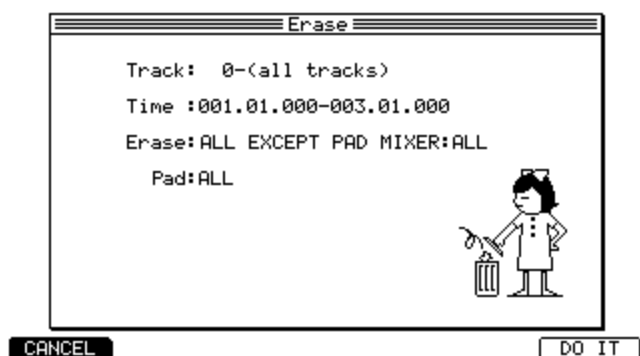 Erase
Track: 0-(all tracks)
Time :001.01.000-003.01.000
Erase:ALL EXCEPT PAD MIXER:ALL
Pad:ALL
CANCEL DO IT